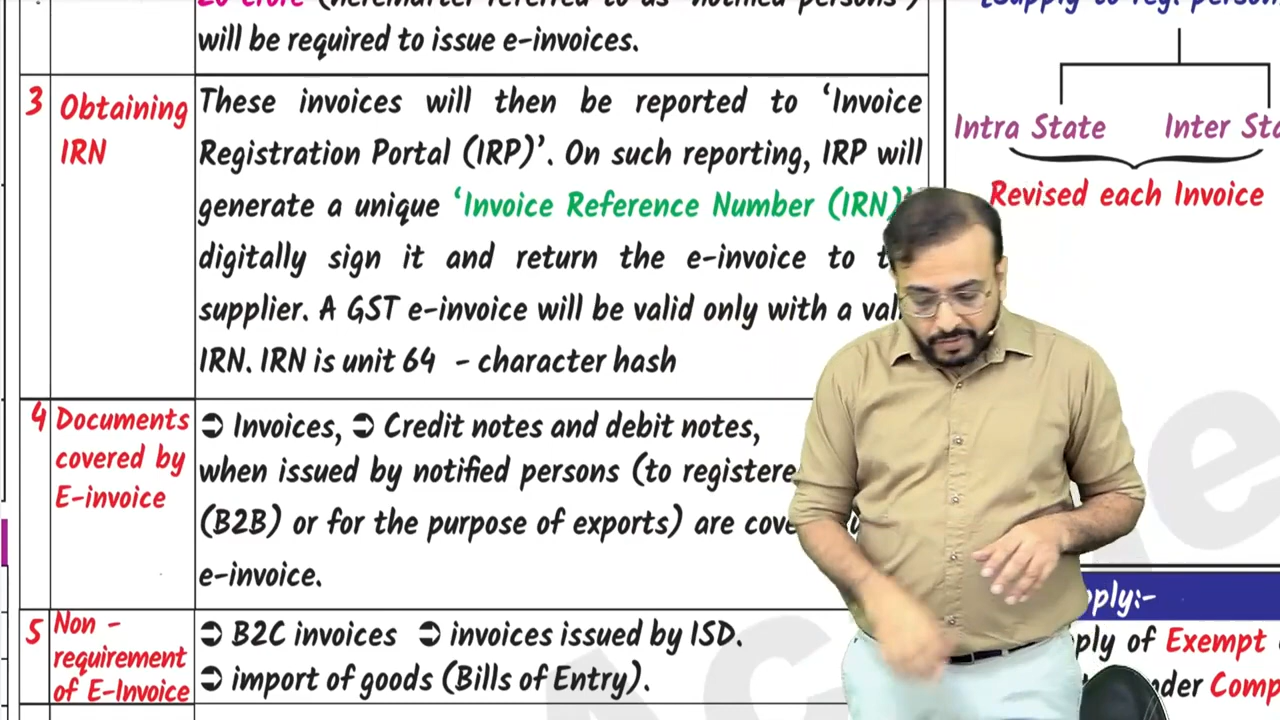 will be required to issue e-invoices.
3 Obtaining IRN
These invoices will then be reported to ‘Invoice
Registration Portal (IRP)’. On such reporting, IRP will
generate a unique ‘Invoice Reference Number (IRN)’
digitally sign it and return the e-invoice to
supplier. A GST e-invoice will be valid only with a
IRN. IRN is unit 64 - character hash
4 Documents covered by E-invoice
➲ Invoices, ➲ Credit notes and debit notes,
when issued by notified persons (to
(B2B) or for the purpose of exports) are
e-invoice.
5 Non - requirement of E-Invoice
➲ B2C invoices ➲ invoices issued by ISD.
➲ import of goods (Bills of Entry).
Intra State Inter
Revised each Invoice
of Exempt